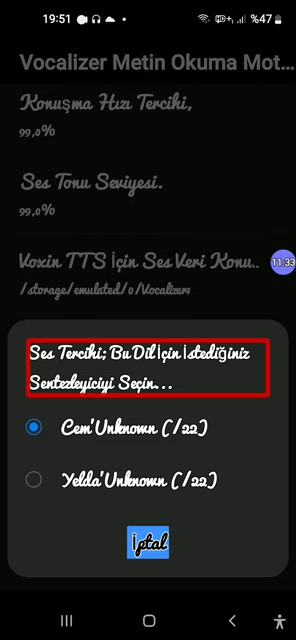 19:51 %47
Vocalizer Metin Okuma Mot...
Konuşma Hızı Tercihi,
99,0%
Ses Tonu Seviyesi.
99,0%
Voxin TTS İçin Ses Veri Konu..
/storage/emulated/0/Vocalizer1
11:33
Ses Tercihi; Bu Dil İçin İstediğiniz
Sentezleyiciyi Seçin...
Cem'Unknown (/22)
Yelda'Unknown (/22)
İptal